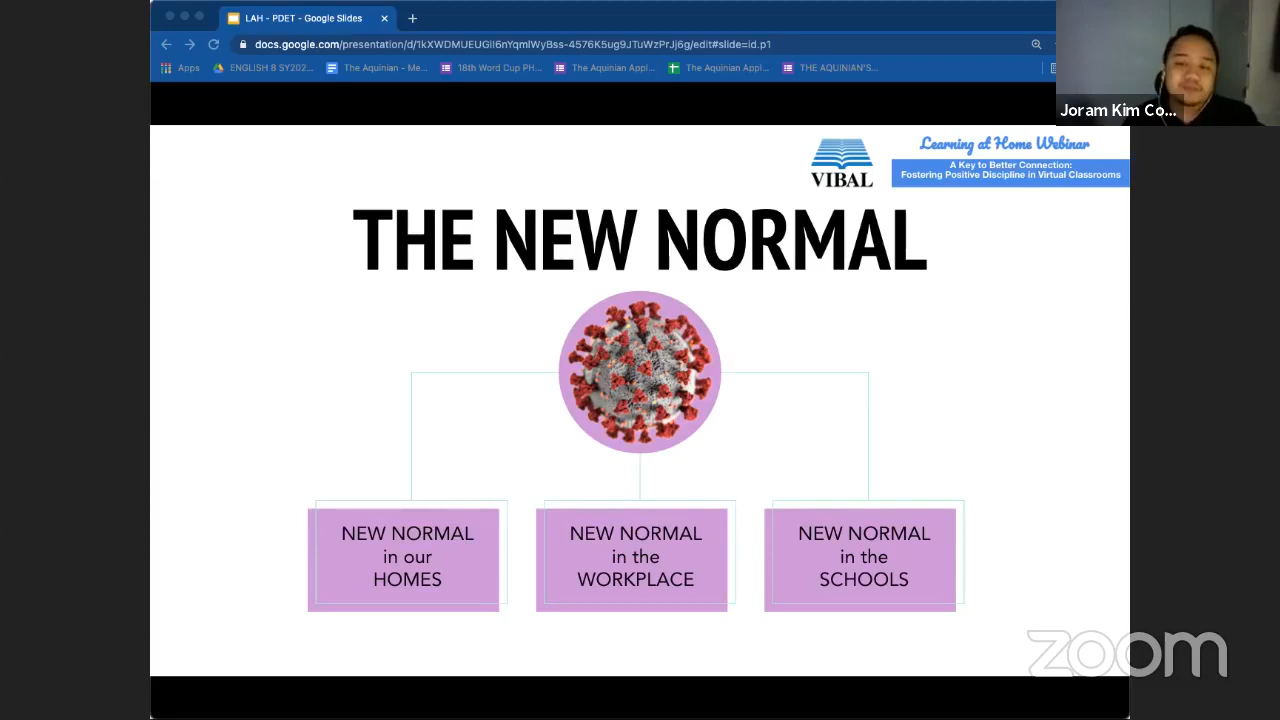 LAH - PDET - Google Slides
docs.google.com/presentation/d/1kXWDMUEUGlI6nYqmlWyBss-4576K5ug9JTuWzPrJj6g/edit#slide=id.p1
Apps
ENGLISH 8 SY202...
The Aquinian - Me...
18th Word Cup PH...
The Aquinian Appl...
The Aquinian Appl...
THE AQUINIAN'S...
Joram Kim Co...
VIBAL
Learning at Home Webinar
A Key to Better Connection:
Fostering Positive Discipline in Virtual Classrooms
THE NEW NORMAL
NEW NORMAL
in our
HOMES
NEW NORMAL
in the
WORKPLACE
NEW NORMAL
in the
SCHOOLS
zoom